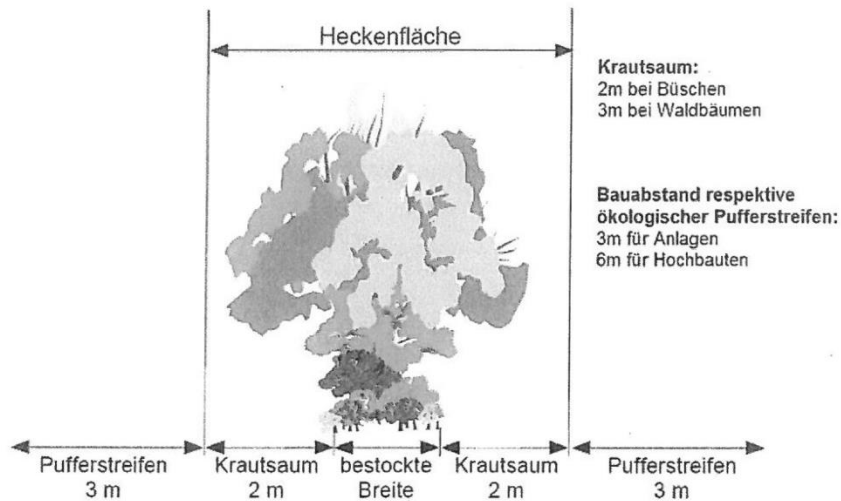 Heckenfläche
Krautsaum:
2m bei Büschen
3m bei Waldbäumen
Bauabstand respektive
ökologischer Pufferstreifen:
3m für Anlagen
6m für Hochbauten
Pufferstreifen
3 m
Krautsaum
2 m
bestockte
Breite
Krautsaum
2 m
Pufferstreifen
3 m